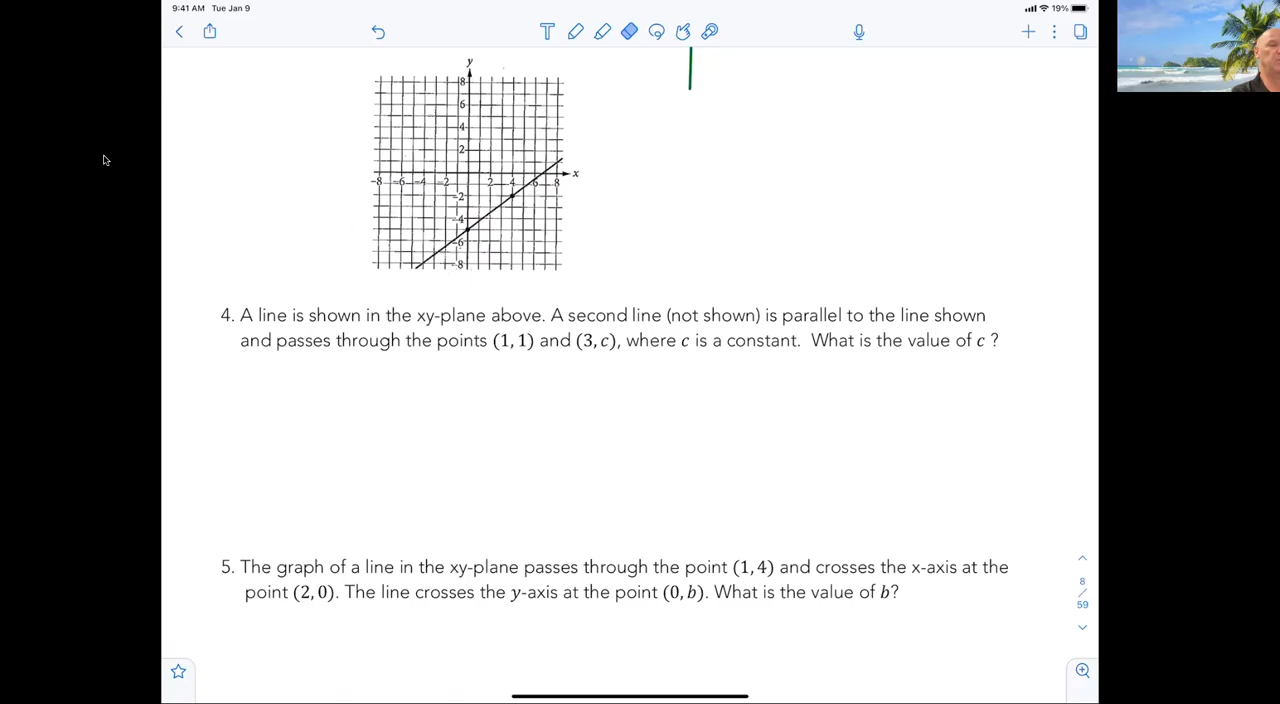 9:41 AM Tue Jan 9
19%
y
8
6
4
2
-8 -6 -4 -2 2 4 6 8 x
-2
-4
-6
-8
4. A line is shown in the xy-plane above. A second line (not shown) is parallel to the line shown
and passes through the points (1, 1) and (3, c), where c is a constant. What is the value of c ?
5. The graph of a line in the xy-plane passes through the point (1, 4) and crosses the x-axis at the
point (2, 0). The line crosses the y-axis at the point (0, b). What is the value of b?
8
/
59